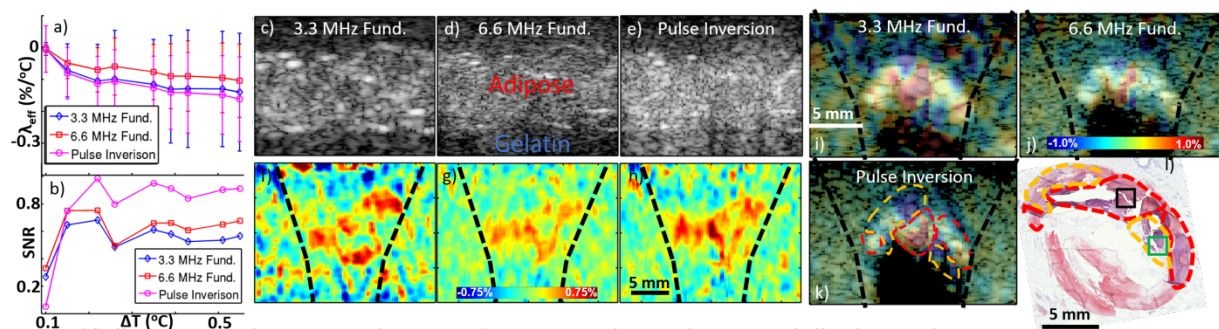 a)
0
-0.3
-λeff (%/°C)
3.3 MHz Fund.
6.6 MHz Fund.
Pulse Inverison
b)
0.8
0.2
SNR
3.3 MHz Fund.
6.6 MHz Fund.
Pulse Inverison
0.1
0.5
ΔT (°C)
c) 3.3 MHz Fund.
d) 6.6 MHz Fund.
e) Pulse Inversion
Adipose
Gelatin
f)
g)
h)
-0.75% 0.75%
5 mm
3.3 MHz Fund.
5 mm
i)
6.6 MHz Fund.
-1.0% 1.0%
j)
Pulse Inversion
k)
l)
5 mm